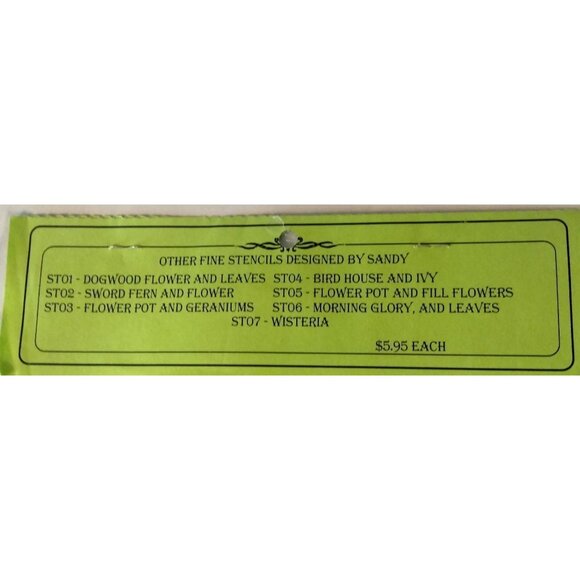 OTHER FINE STENCILS DESIGNED BY SANDY
ST01 - DOGWOOD FLOWER AND LEAVES ST04 - BIRD HOUSE AND IVY
ST02 - SWORD FERN AND FLOWER ST05 - FLOWER POT AND FILL FLOWERS
ST03 - FLOWER POT AND GERANIUMS ST06 - MORNING GLORY, AND LEAVES
ST07 - WISTERIA
$5.95 EACH